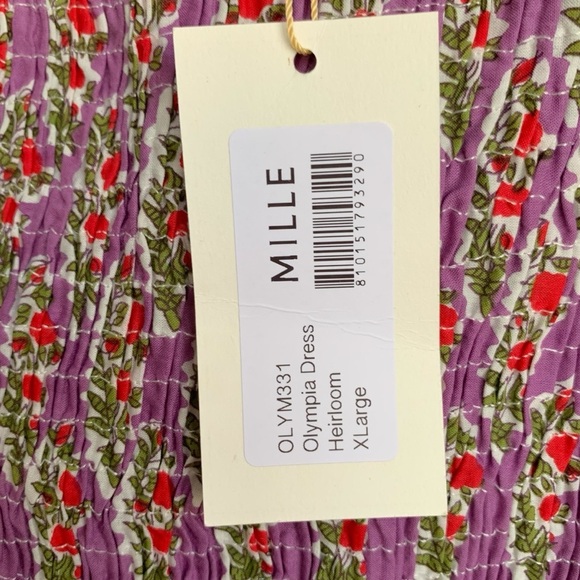 MILLE
810151793290
OLYM331
Olympia Dress
Heirloom
XLarge